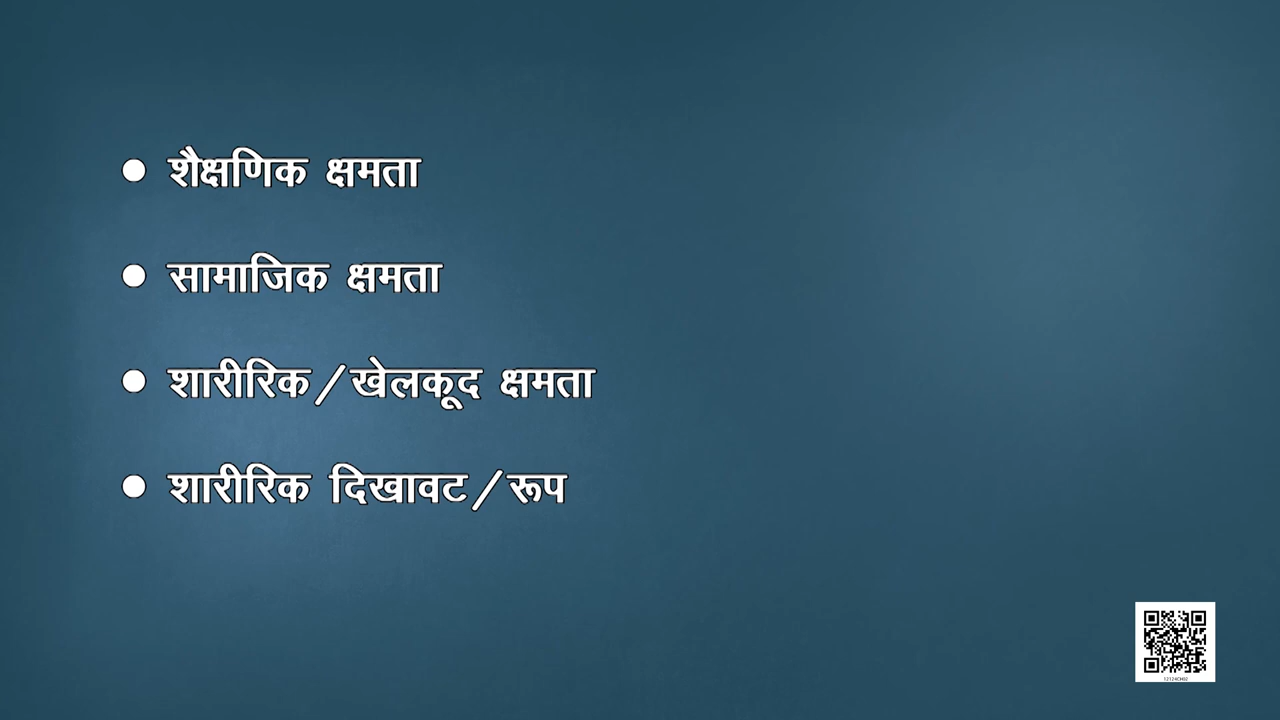 ● शैक्षणिक क्षमता
● सामाजिक क्षमता
● शारीरिक/खेलकूद क्षमता
● शारीरिक दिखावट/रूप